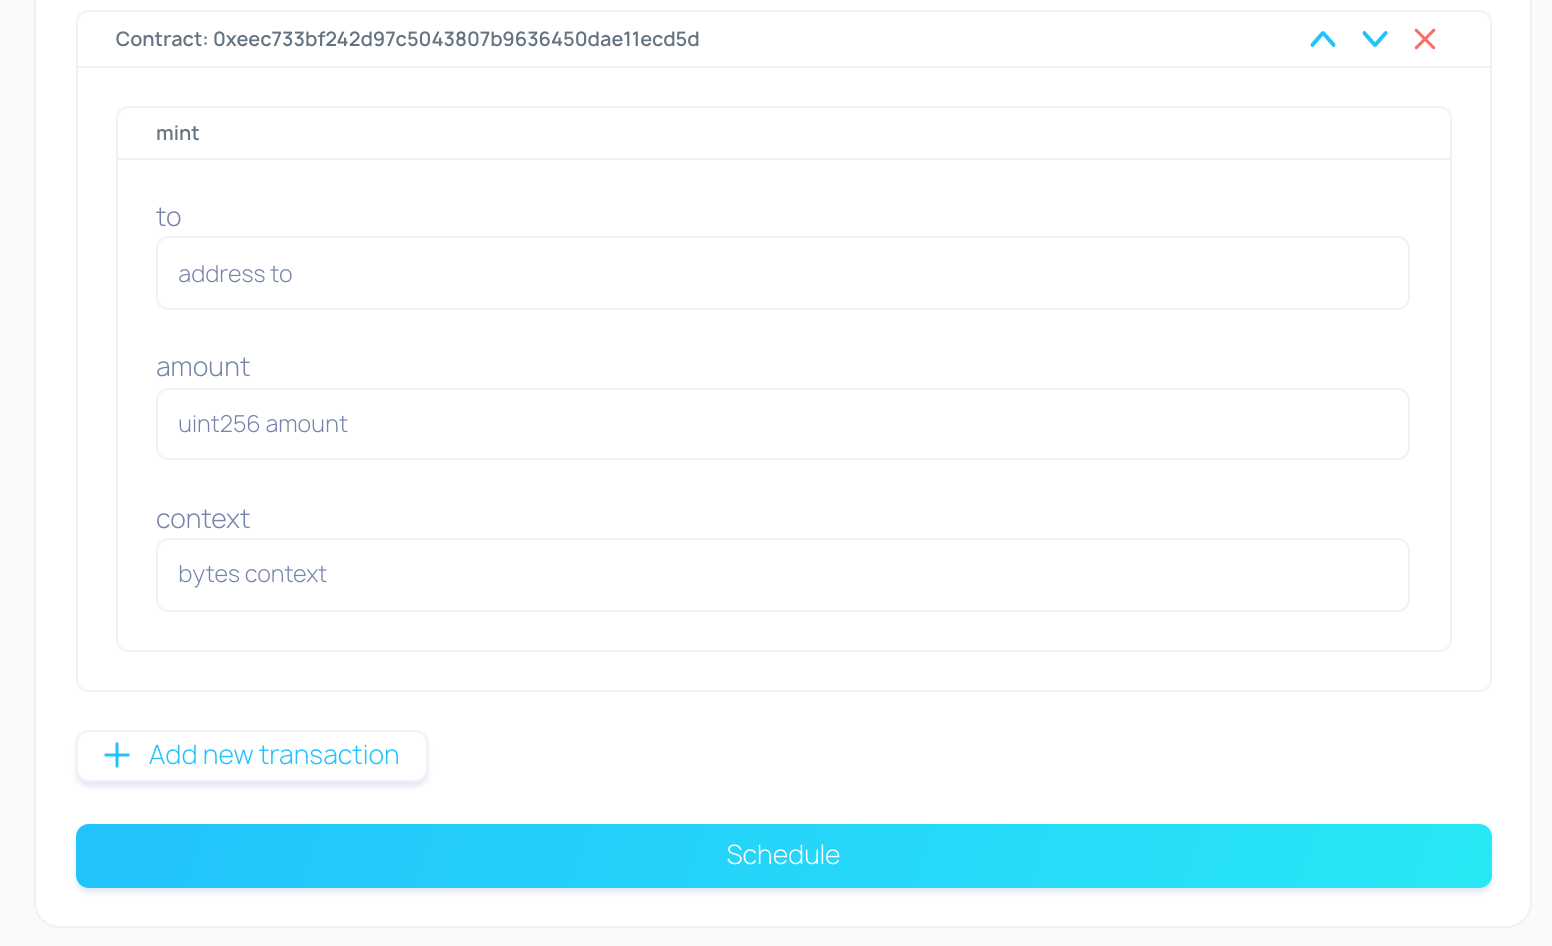 Contract: 0xeec733bf242d97c5043807b9636450dae11ecd5d
mint
to
address to
amount
uint256 amount
context
bytes context
Add new transaction
Schedule